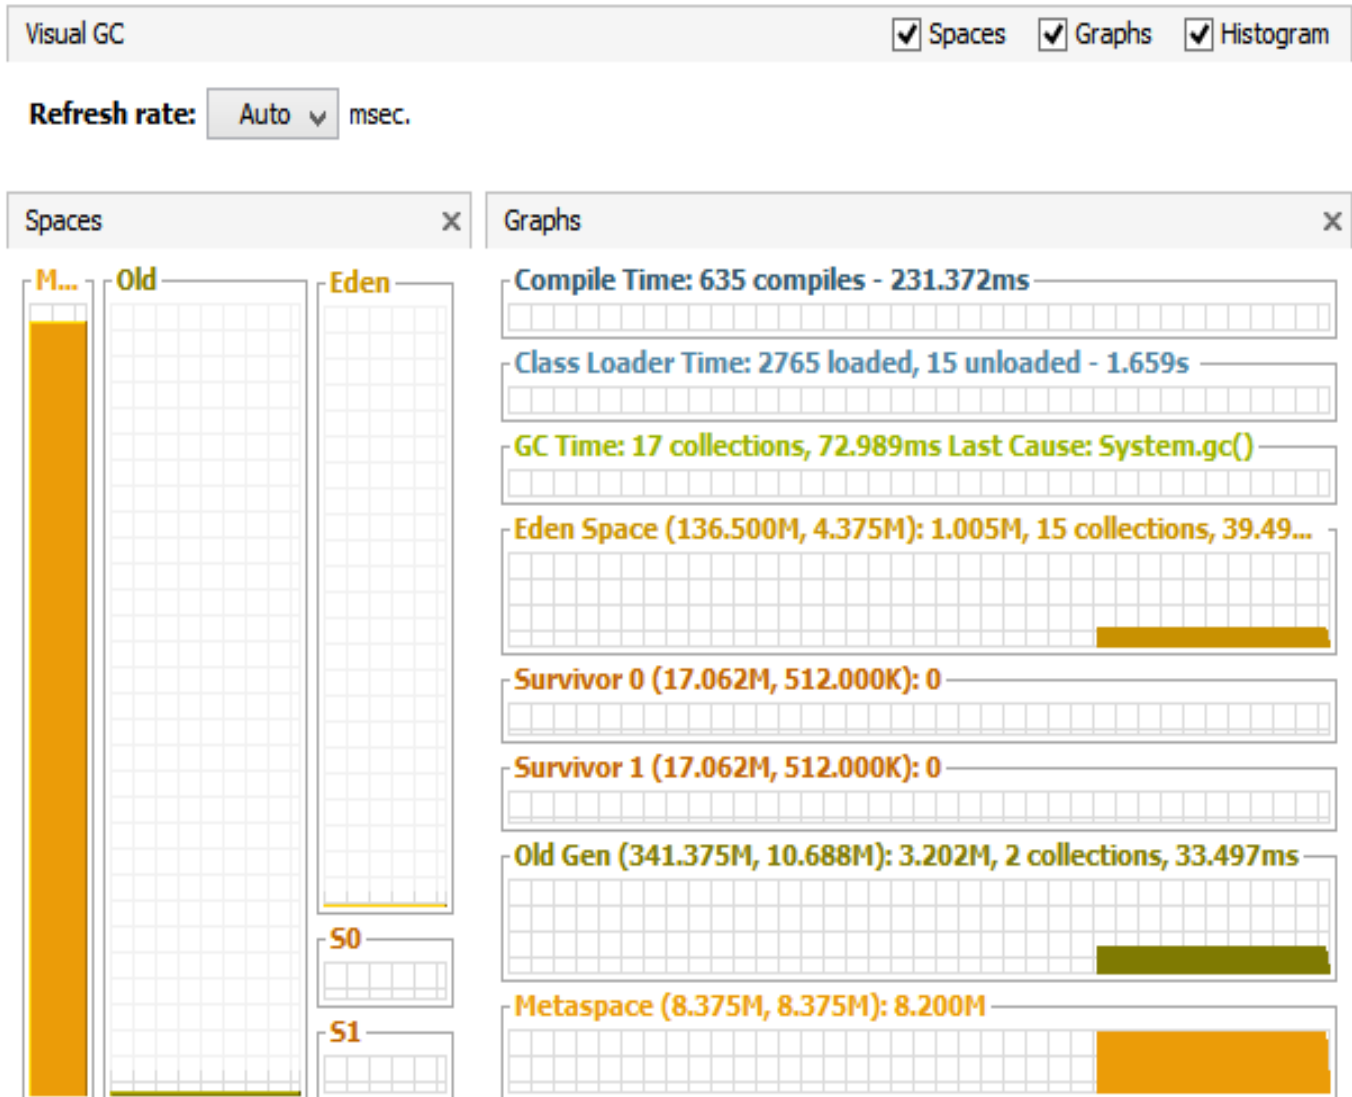 Visual GC
Spaces
Graphs
Histogram
Refresh rate: Auto msec.
Spaces
M...
Old
Eden
S0
S1
Graphs
Compile Time: 635 compiles - 231.372ms
Class Loader Time: 2765 loaded, 15 unloaded - 1.659s
GC Time: 17 collections, 72.989ms Last Cause: System.gc()
Eden Space (136.500M, 4.375M): 1.005M, 15 collections, 39.49...
Survivor 0 (17.062M, 512.000K): 0
Survivor 1 (17.062M, 512.000K): 0
Old Gen (341.375M, 10.688M): 3.202M, 2 collections, 33.497ms
Metaspace (8.375M, 8.375M): 8.200M